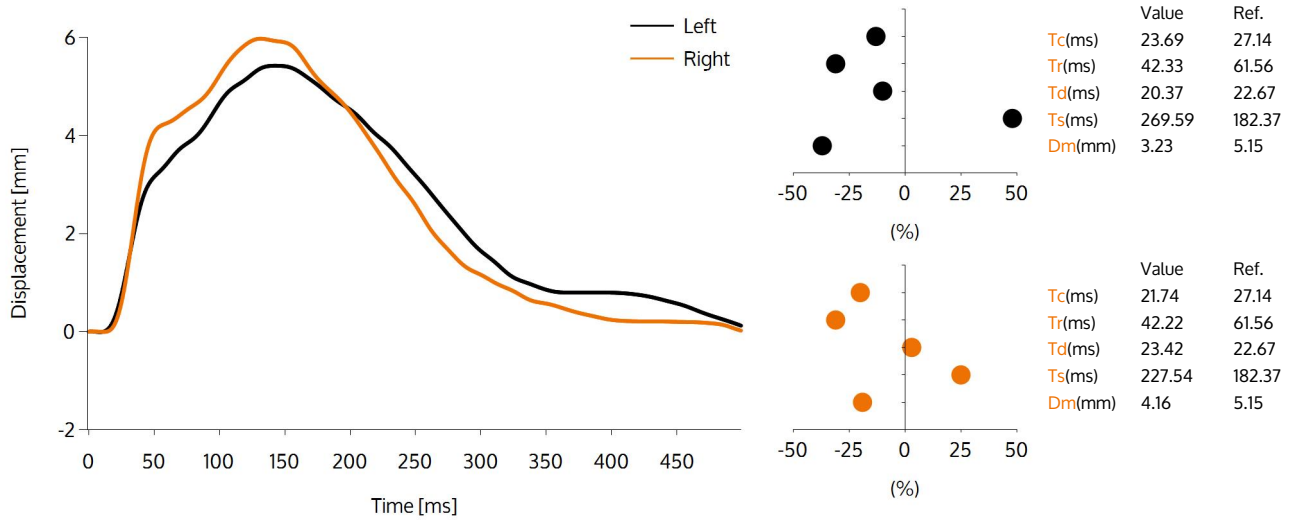 Displacement [mm]
6
4
2
0
-2
0 50 100 150 200 250 300 350 400 450
Time [ms]
Left
Right
-50 -25 0 25 50
(%)
Value Ref.
Tc(ms) 23.69 27.14
Tr(ms) 42.33 61.56
Td(ms) 20.37 22.67
Ts(ms) 269.59 182.37
Dm(mm) 3.23 5.15
-50 -25 0 25 50
(%)
Value Ref.
Tc(ms) 21.74 27.14
Tr(ms) 42.22 61.56
Td(ms) 23.42 22.67
Ts(ms) 227.54 182.37
Dm(mm) 4.16 5.15